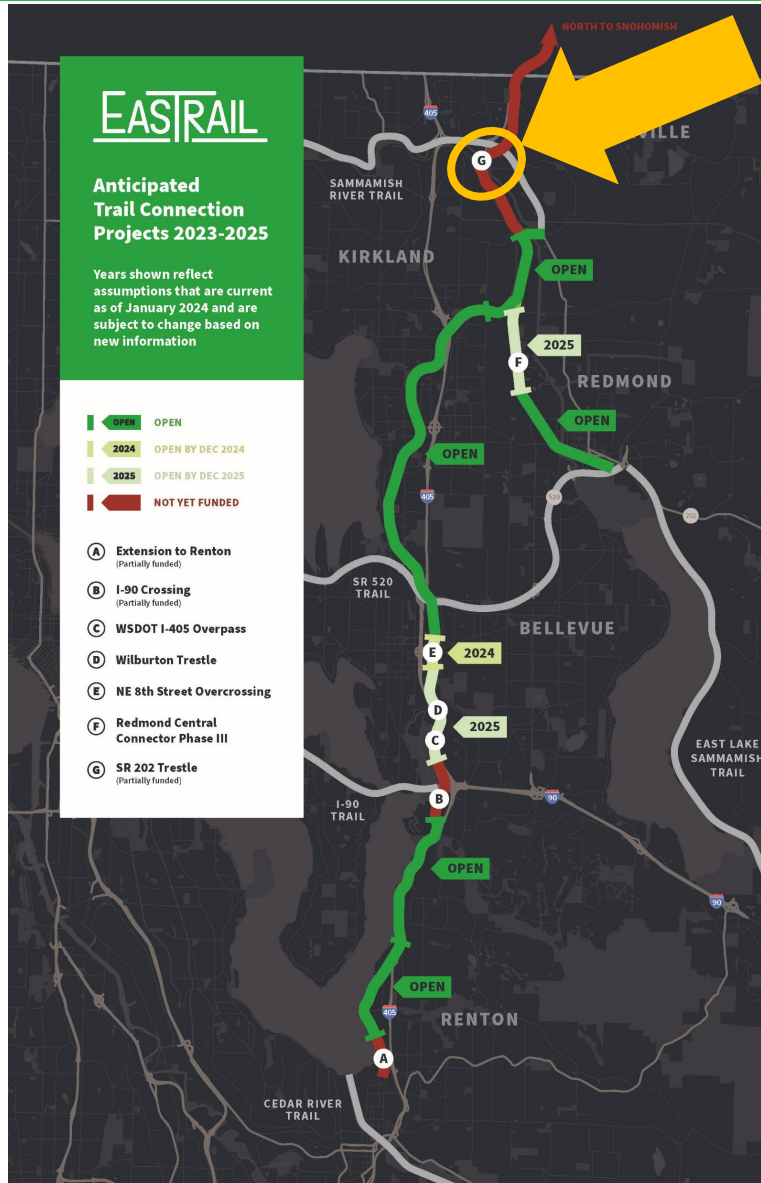 EASTRAIL
Anticipated
Trail Connection
Projects 2023-2025
Years shown reflect
assumptions that are current
as of January 2024 and are
subject to change based on
new information
OPEN OPEN
2024 OPEN BY DEC 2024
2025 OPEN BY DEC 2025
NOT YET FUNDED
A Extension to Renton
(Partially funded)
B I-90 Crossing
(Partially funded)
C WSDOT I-405 Overpass
D Wilburton Trestle
E NE 8th Street Overcrossing
F Redmond Central
Connector Phase III
G SR 202 Trestle
(Partially funded)
NORTH TO SNOHOMISH
405
VILLE
G
SAMMAMISH
RIVER TRAIL
KIRKLAND
OPEN
2025
F
REDMOND
OPEN
OPEN
405
520
202
SR 520
TRAIL
BELLEVUE
E
2024
D
2025
C
EAST LAKE
SAMMAMISH
TRAIL
B
90
I-90
TRAIL
OPEN
90
OPEN
405
RENTON
A
CEDAR RIVER
TRAIL